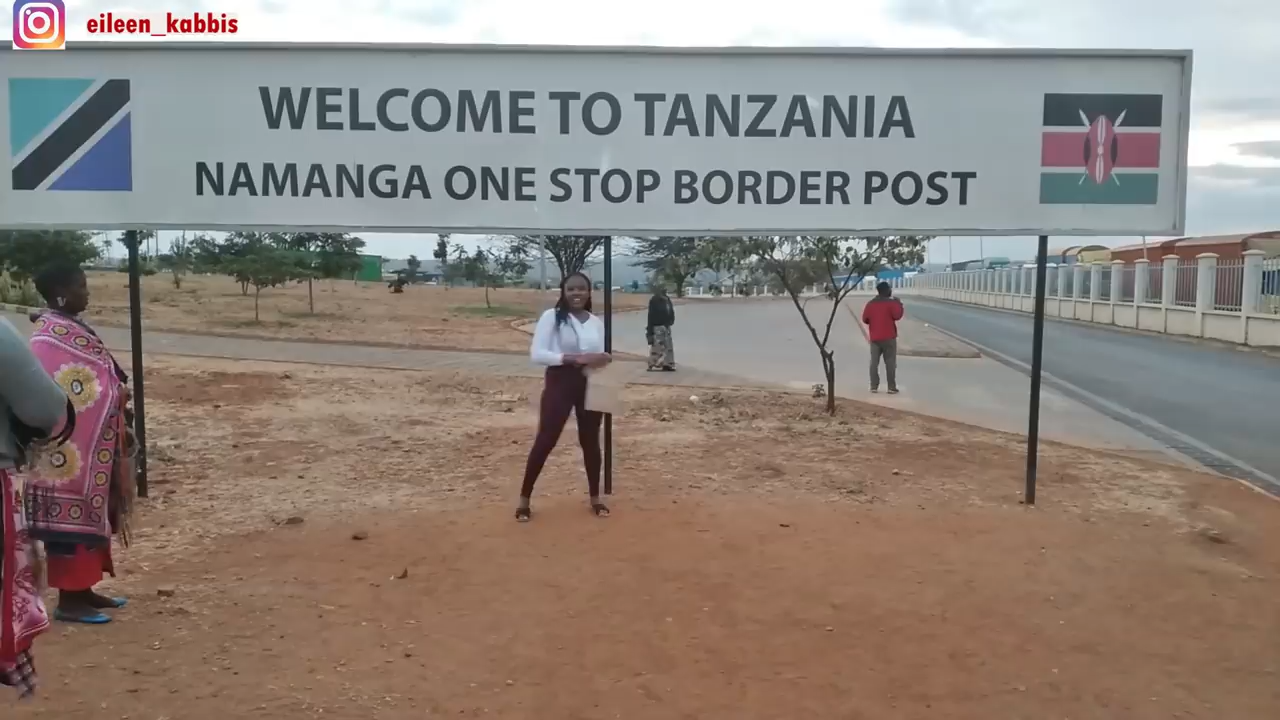 eileen_kabbis
WELCOME TO TANZANIA
NAMANGA ONE STOP BORDER POST